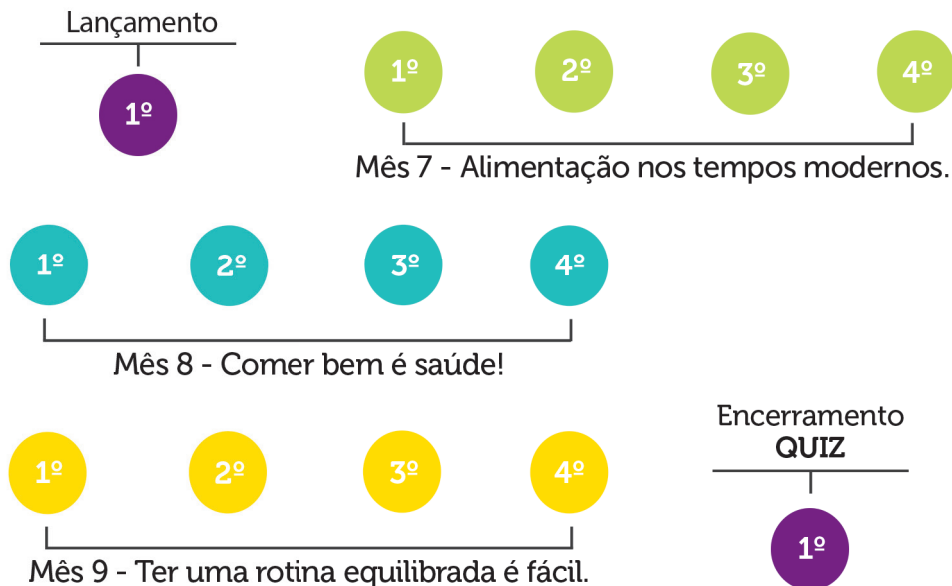 Lançamento
1º
1º 2º 3º 4º
Mês 7 - Alimentação nos tempos modernos.
1º 2º 3º 4º
Mês 8 - Comer bem é saúde!
1º 2º 3º 4º
Mês 9 - Ter uma rotina equilibrada é fácil.
Encerramento
QUIZ
1º